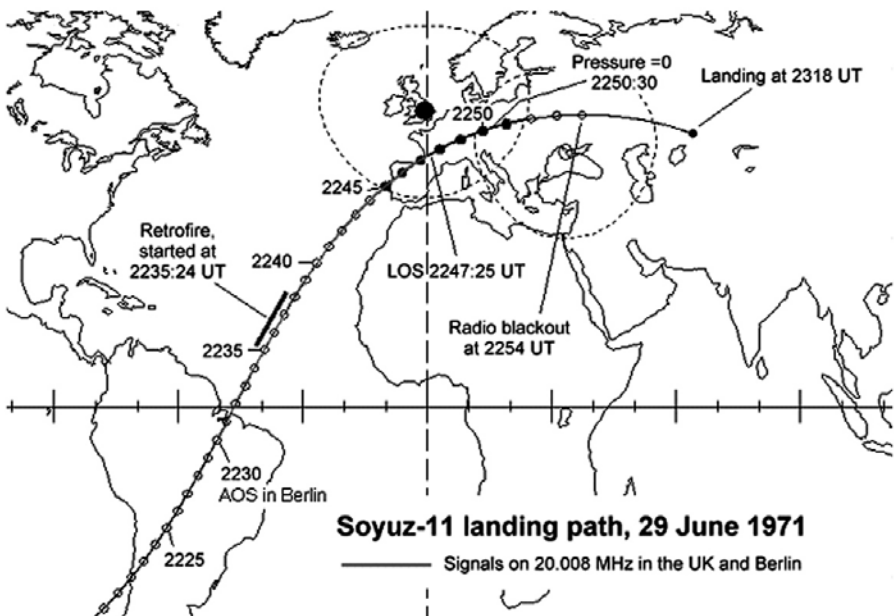 Pressure =0
2250:30
Landing at 2318 UT
2250
2245
Retrofire,
started at
2235:24 UT
2240
LOS 2247:25 UT
Radio blackout
at 2254 UT
2235
2230
AOS in Berlin
2225
Soyuz-11 landing path, 29 June 1971
Signals on 20.008 MHz in the UK and Berlin